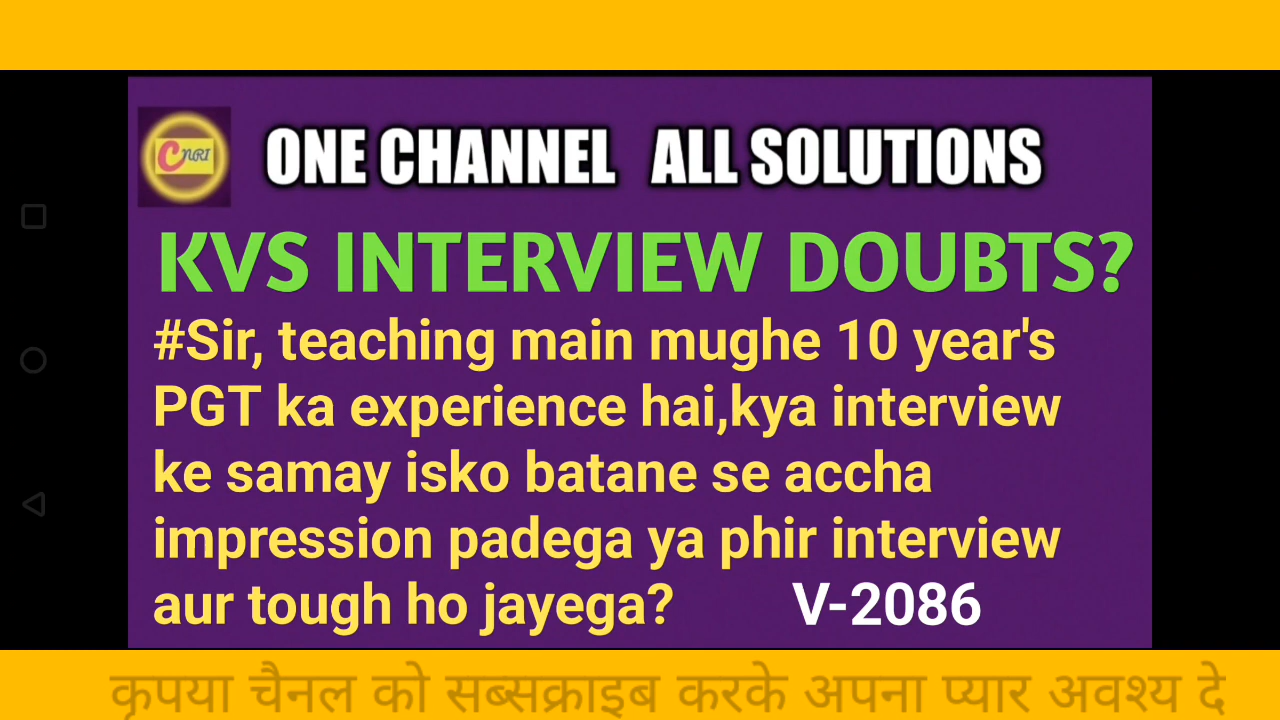 CNRI
ONE CHANNEL ALL SOLUTIONS
KVS INTERVIEW DOUBTS?
#Sir, teaching main mughe 10 year's
PGT ka experience hai,kya interview
ke samay isko batane se accha
impression padega ya phir interview
aur tough ho jayega? V-2086
कृपया चैनल को सब्सक्राइब करके अपना प्यार अवश्य दे